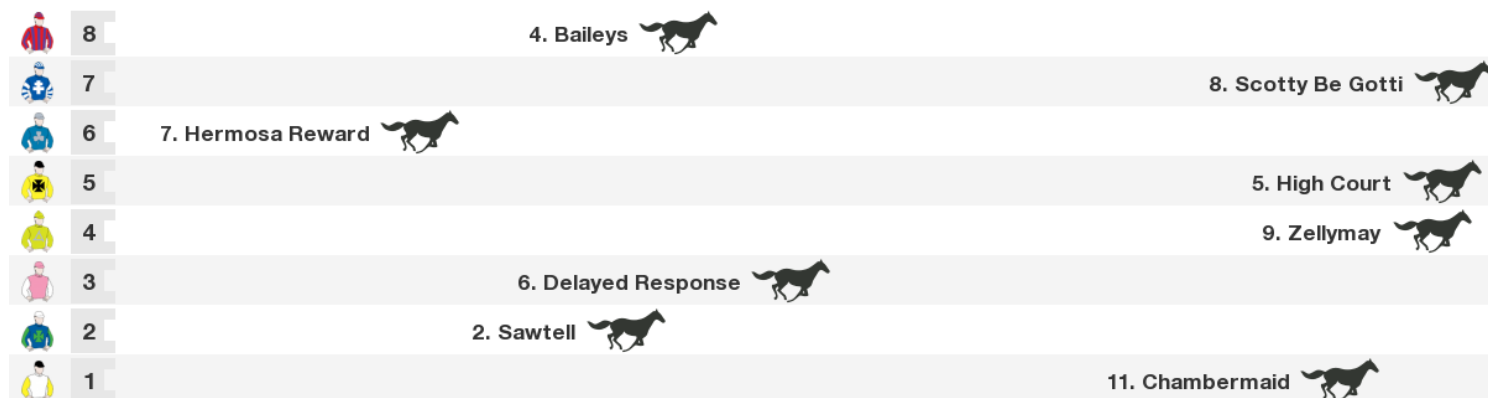 8 4. Baileys
7 8. Scotty Be Gotti
6 7. Hermosa Reward
5 5. High Court
4 9. Zellymay
3 6. Delayed Response
2 2. Sawtell
1 11. Chambermaid